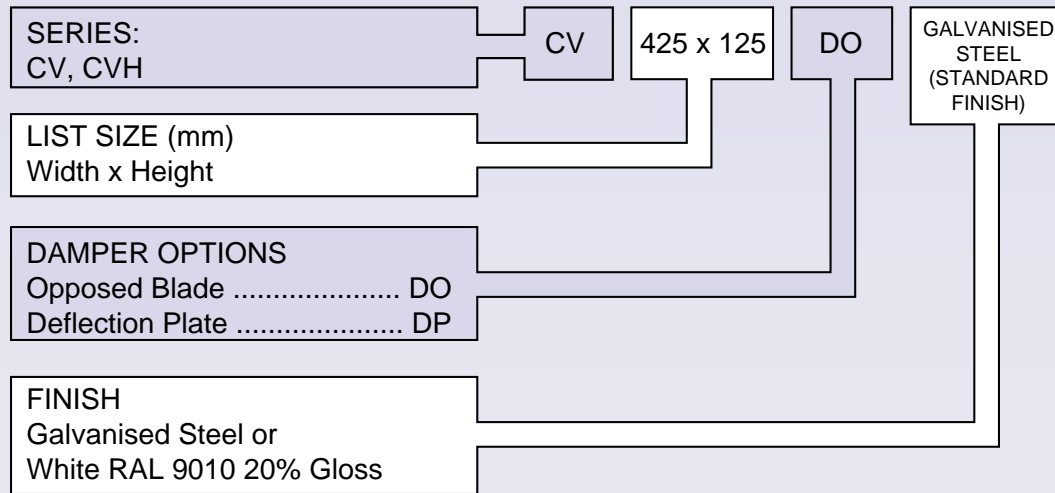 SERIES:
CV, CVH
CV
425 x 125
DO
GALVANISED
STEEL
(STANDARD
FINISH)
LIST SIZE (mm)
Width x Height
DAMPER OPTIONS
Opposed Blade ..................... DO
Deflection Plate ..................... DP
FINISH
Galvanised Steel or
White RAL 9010 20% Gloss